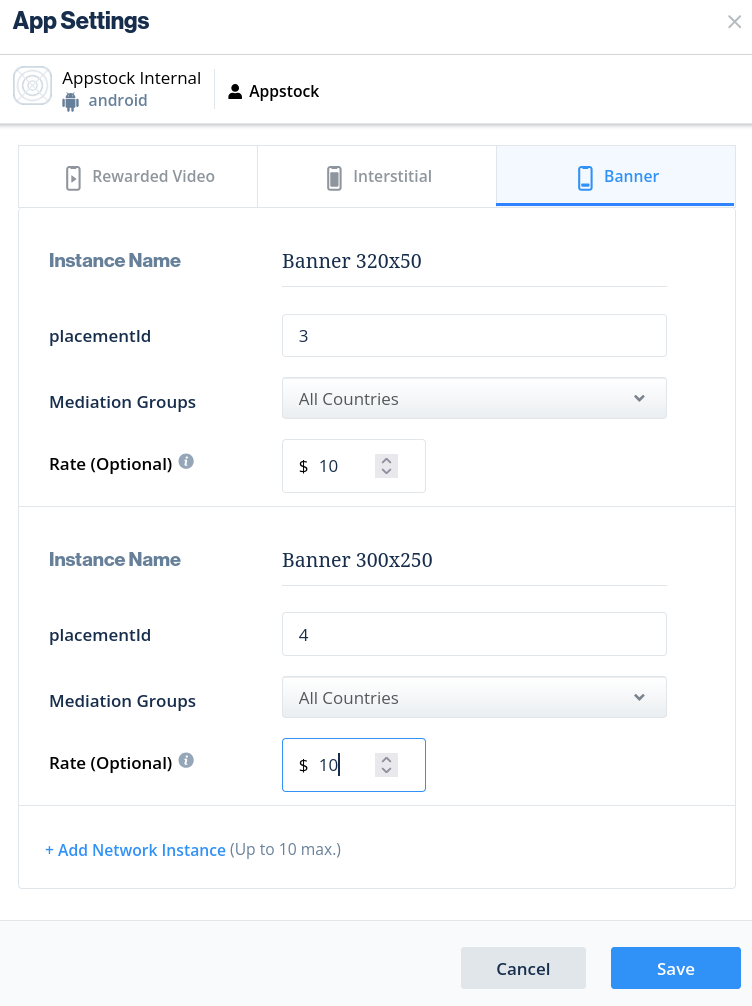 App Settings
Appstock Internal
android
Appstock
Rewarded Video
Interstitial
Banner
Instance Name
Banner 320x50
placementId
3
Mediation Groups
All Countries
Rate (Optional)
$ 10
Instance Name
Banner 300x250
placementId
4
Mediation Groups
All Countries
Rate (Optional)
$ 10
+ Add Network Instance (Up to 10 max.)
Cancel
Save